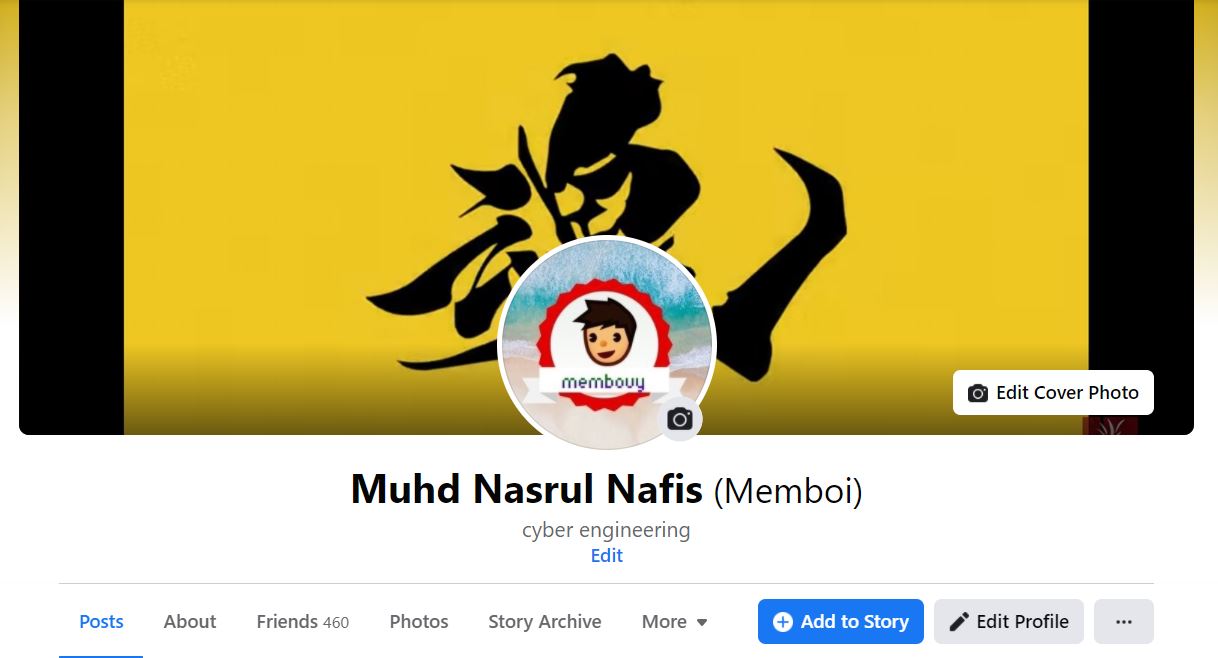 membouy
Edit Cover Photo
Muhd Nasrul Nafis (Memboi)
cyber engineering
Edit
Posts About Friends 460 Photos Story Archive More Add to Story Edit Profile